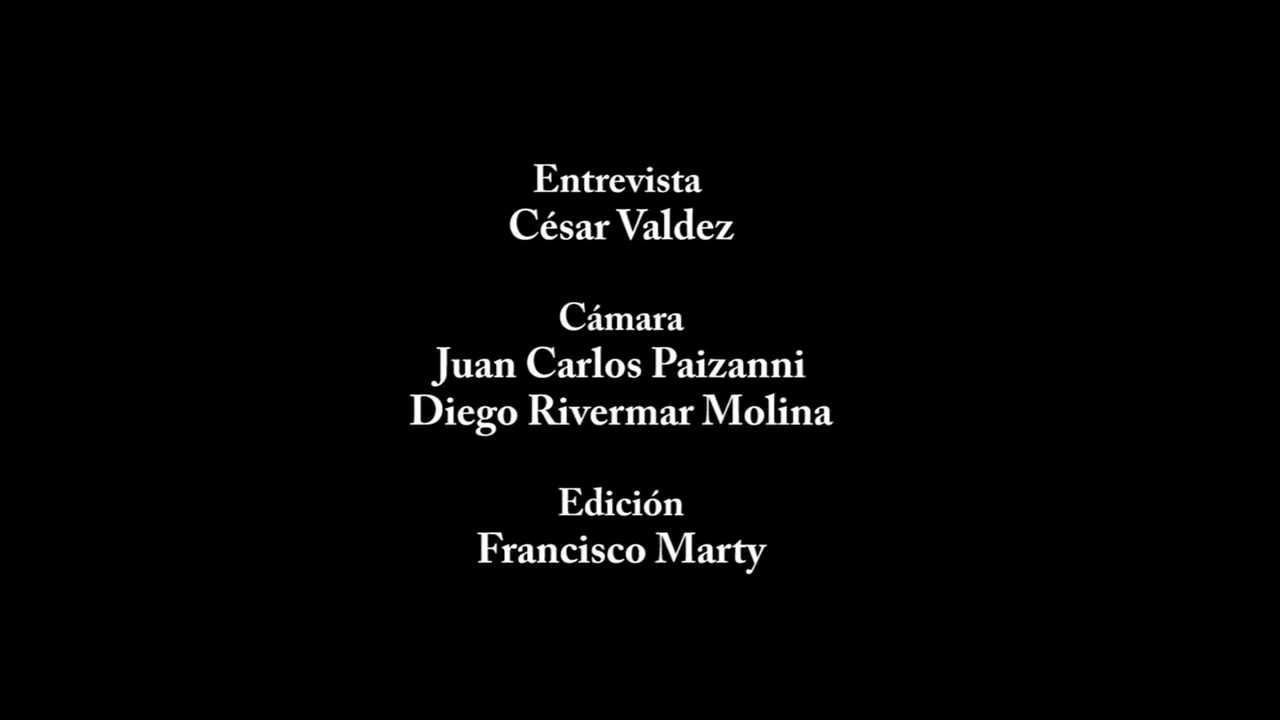 Entrevista
César Valdez
Cámara
Juan Carlos Paizanni
Diego Rivermar Molina
Edición
Francisco Marty